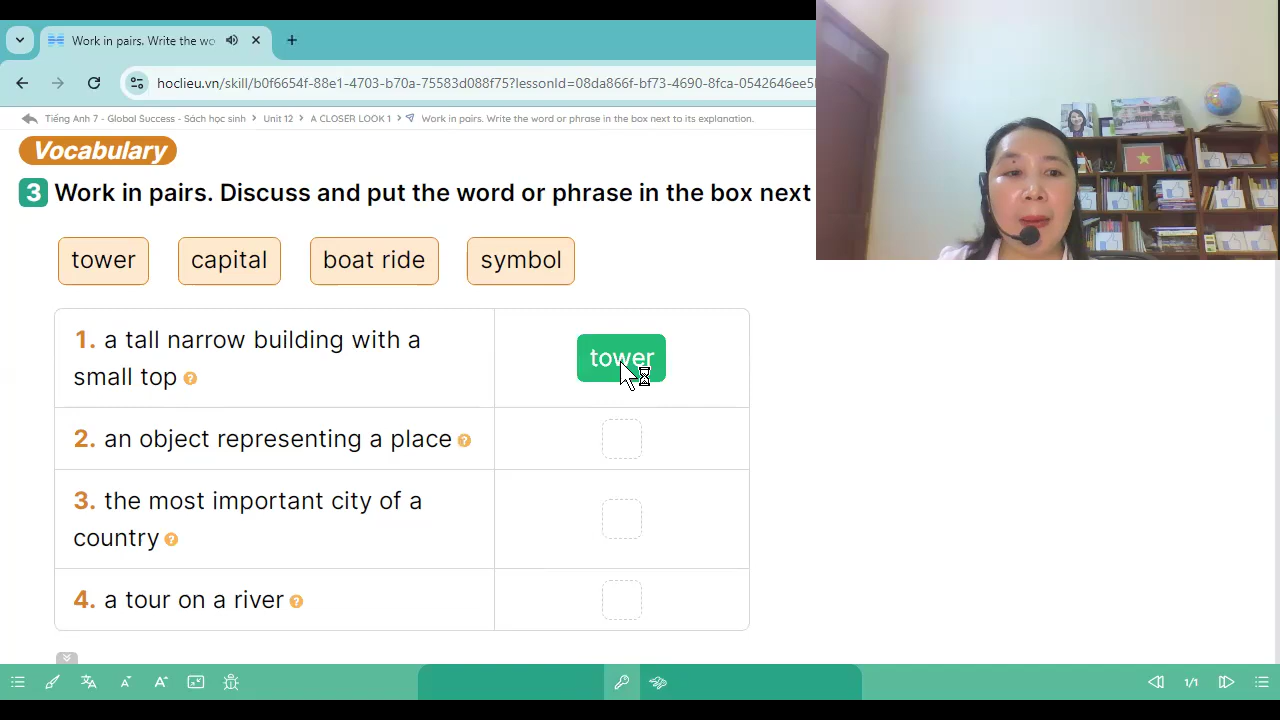 Work in pairs. Write the wo
hoclieu.vn/skill/b0f6654f-88e1-4703-b70a-75583d088f75?lessonId=08da866f-bf73-4690-8fca-0542646ee5
Tiếng Anh 7 - Global Success - Sách học sinh > Unit 12 > A CLOSER LOOK 1 > Work in pairs. Write the word or phrase in the box next to its explanation.
Vocabulary
3 Work in pairs. Discuss and put the word or phrase in the box next
tower capital boat ride symbol
1. a tall narrow building with a
small top ?
tower
2. an object representing a place ?
3. the most important city of a
country ?
4. a tour on a river ?
1/1